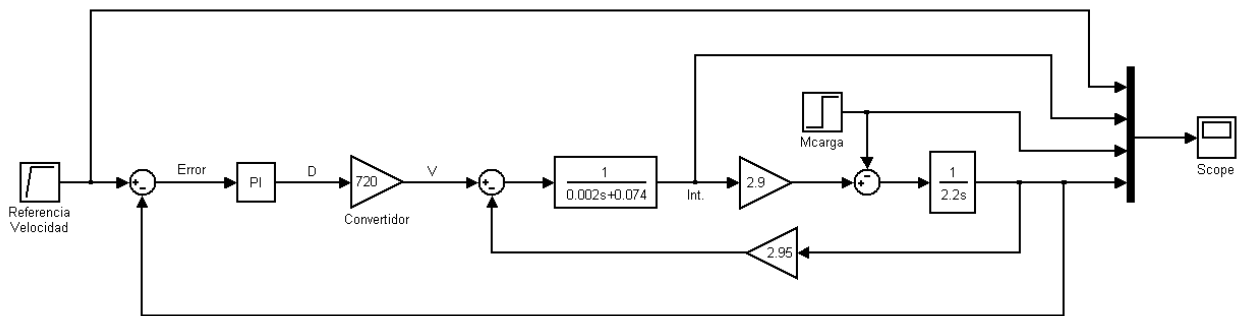 Referencia
Velocidad
Error
PI
D
720
Convertidor
V
1
0.002s+0.074
Int.
2.9
Mcarga
1
2.2s
2.95
Scope